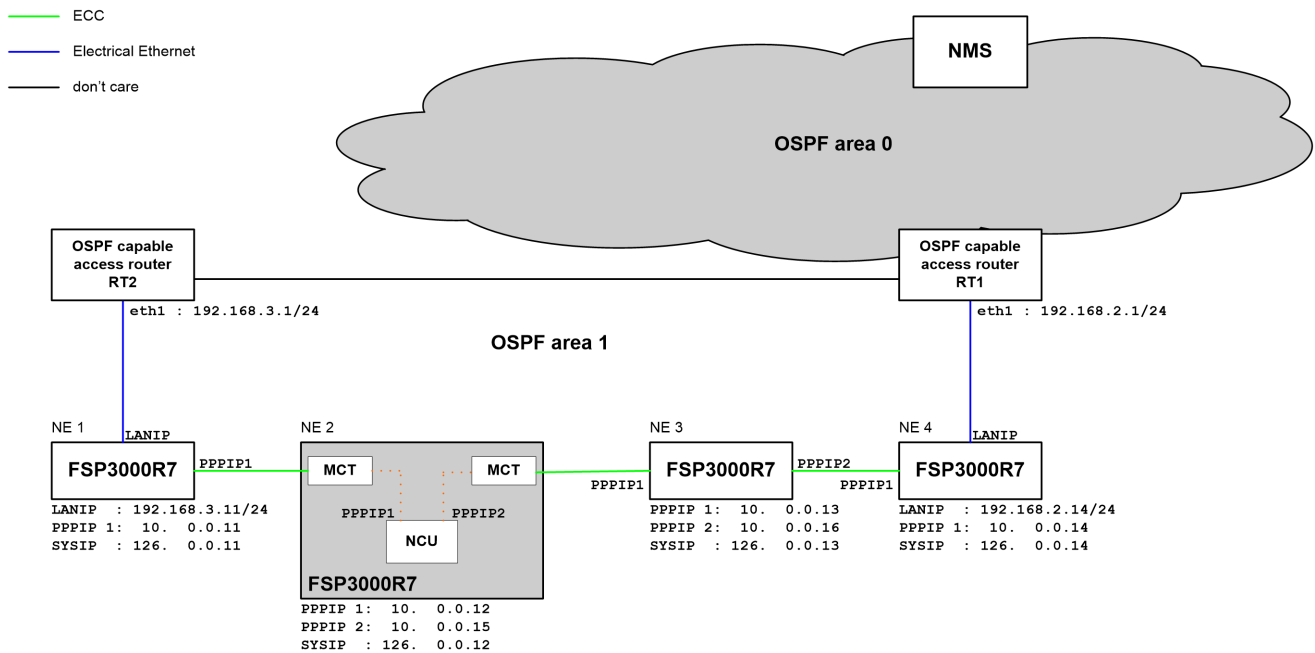 ECC
Electrical Ethernet
don't care
NMS
OSPF area 0
OSPF capable
access router
RT2
OSPF capable
access router
RT1
eth1 : 192.168.3.1/24
eth1 : 192.168.2.1/24
OSPF area 1
NE 1
NE 2
NE 3
NE 4
LANIP
LANIP
FSP3000R7
PPPIP1
MCT
MCT
PPPIP1
FSP3000R7
PPPIP2
PPPIP1
FSP3000R7
PPPIP1
PPPIP2
NCU
FSP3000R7
LANIP : 192.168.3.11/24
PPPIP 1: 10. 0.0.11
SYSIP : 126. 0.0.11
PPPIP 1: 10. 0.0.12
PPPIP 2: 10. 0.0.15
SYSIP : 126. 0.0.12
PPPIP 1: 10. 0.0.13
PPPIP 2: 10. 0.0.16
SYSIP : 126. 0.0.13
LANIP : 192.168.2.14/24
PPPIP 1: 10. 0.0.14
SYSIP : 126. 0.0.14